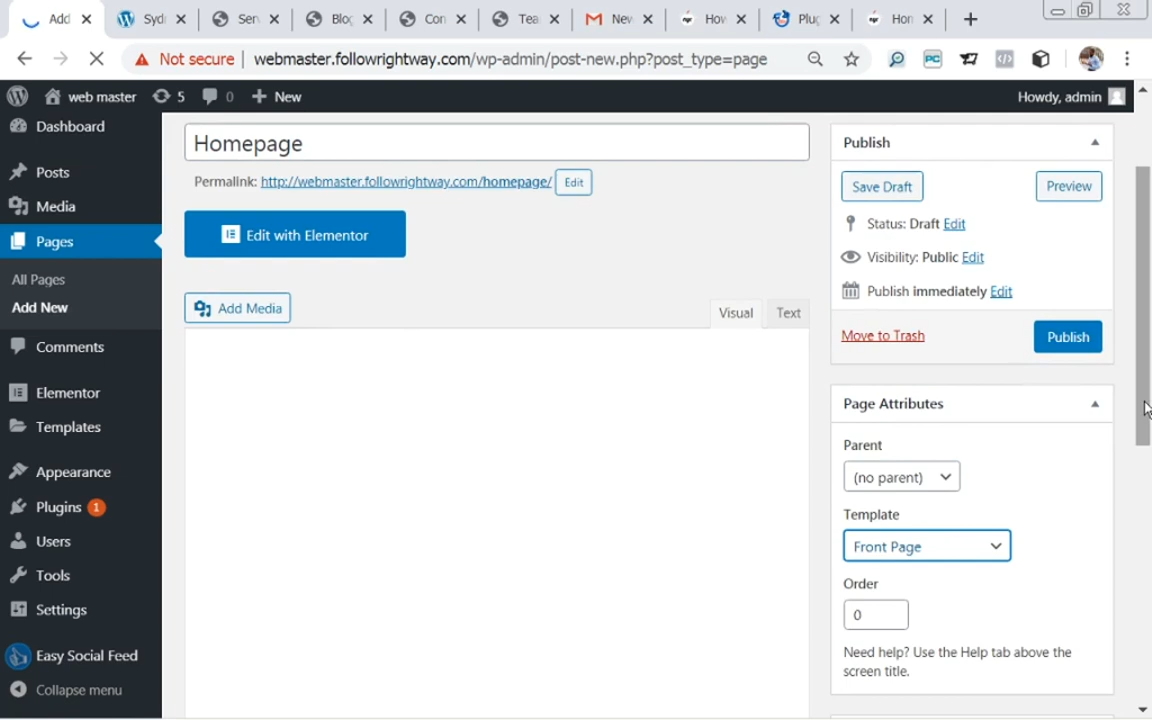 Add
Syd
Ser
Blog
Con
Tea
New
How
Plug
Hor
Not secure
webmaster.followrightway.com/wp-admin/post-new.php?post_type=page
PC
web master
5
0
New
Howdy, admin
Dashboard
Posts
Media
Pages
All Pages
Add New
Comments
Elementor
Templates
Appearance
Plugins 1
Users
Tools
Settings
Easy Social Feed
Collapse menu
Homepage
Permalink: http://webmaster.followrightway.com/homepage/ Edit
Edit with Elementor
Add Media
Visual
Text
Publish
Save Draft
Preview
Status: Draft Edit
Visibility: Public Edit
Publish immediately Edit
Move to Trash
Publish
Page Attributes
Parent
(no parent)
Template
Front Page
Order
0
Need help? Use the Help tab above the
screen title.